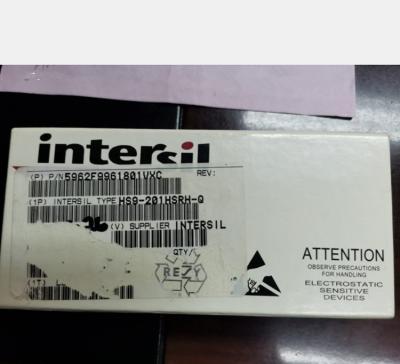 intersil
(P) P/N 5962F9961801VXC REV:
(1P) INTERSIL TYPE HS9-201HSRH-Q
(V) SUPPLIER INTERSIL
QTY
REZY
(1T)
ATTENTION
OBSERVE PRECAUTIONS
FOR HANDLING
ELECTROSTATIC
SENSITIVE
DEVICES